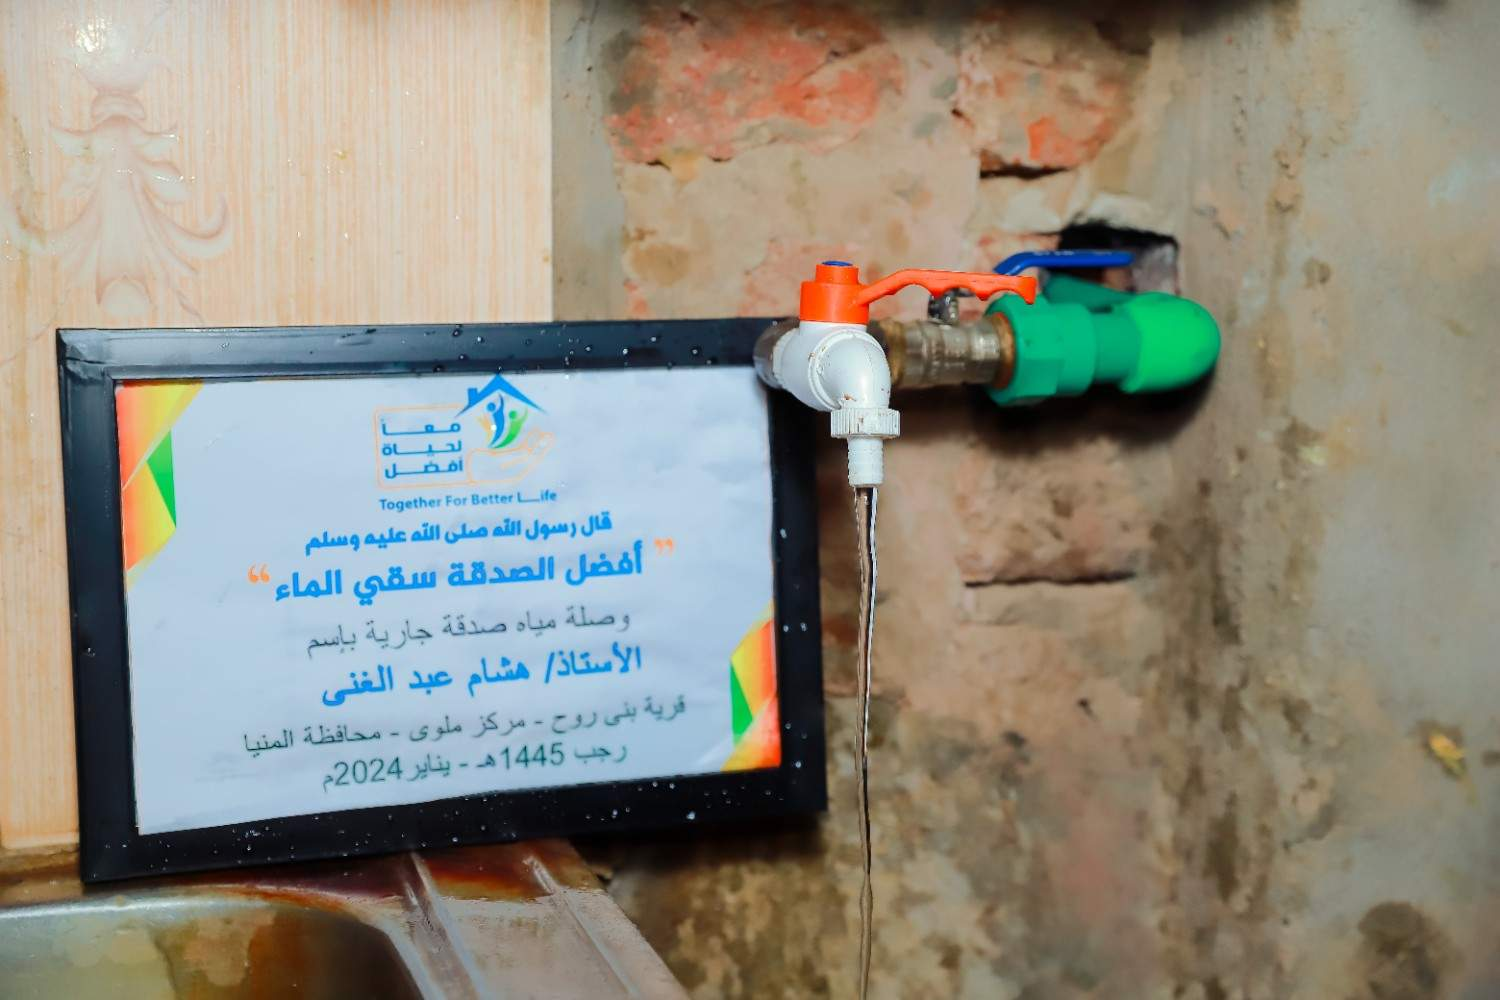 معاً
لحياة
أفضل
Together For Better Life
قال رسول الله صلى الله عليه وسلم
” أفضل الصدقة سقي الماء “
وصلة مياه صدقة جارية بإسم
الأستاذ/ هشام عبد الغنى
قرية بنى روح - مركز ملوى - محافظة المنيا
رجب 1445هـ - يناير 2024م